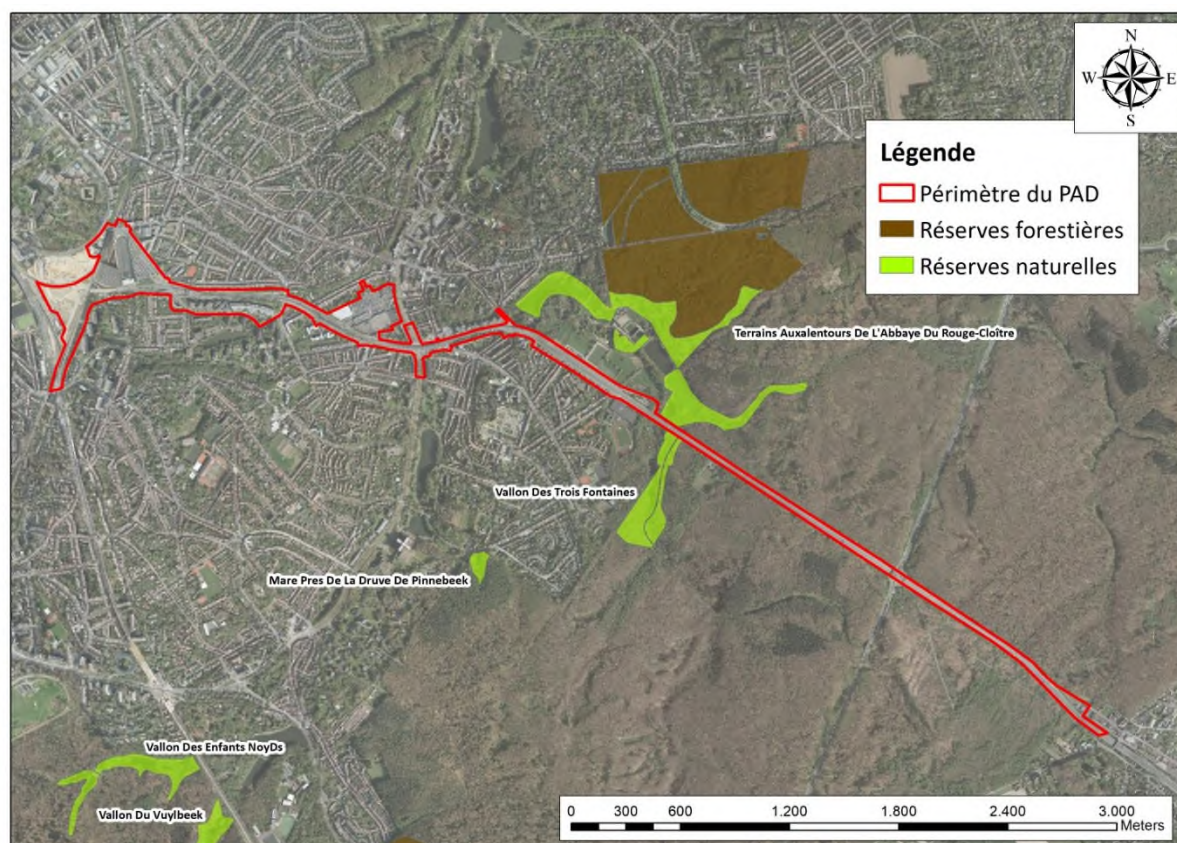 N
W E
S
Légende
Périmètre du PAD
Réserves forestières
Réserves naturelles
Terrains Auxalentours De L'Abbaye Du Rouge-Cloître
Vallon Des Trois Fontaines
Mare Pres De La Druve De Pinnebeek
Vallon Des Enfants NoyDs
Vallon Du Vuylbeek
0 300 600 1.200 1.800 2.400 3.000
Meters